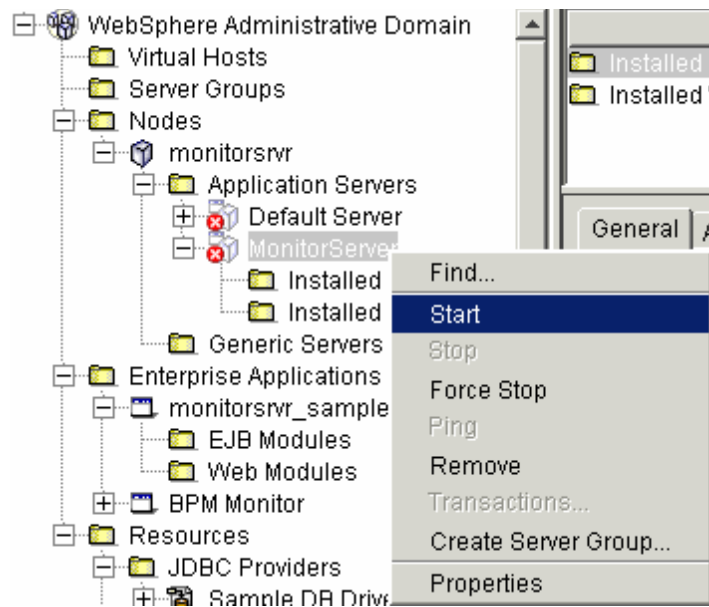 WebSphere Administrative Domain
Virtual Hosts
Server Groups
Nodes
monitorsrvr
Application Servers
Default Server
MonitorServer
Installed
Installed
Generic Servers
Enterprise Applications
monitorsrvr_sample
EJB Modules
Web Modules
BPM Monitor
Resources
JDBC Providers
Sample DB
Installed
Installed
General
Find...
Start
Stop
Force Stop
Ping
Remove
Transactions...
Create Server Group...
Properties